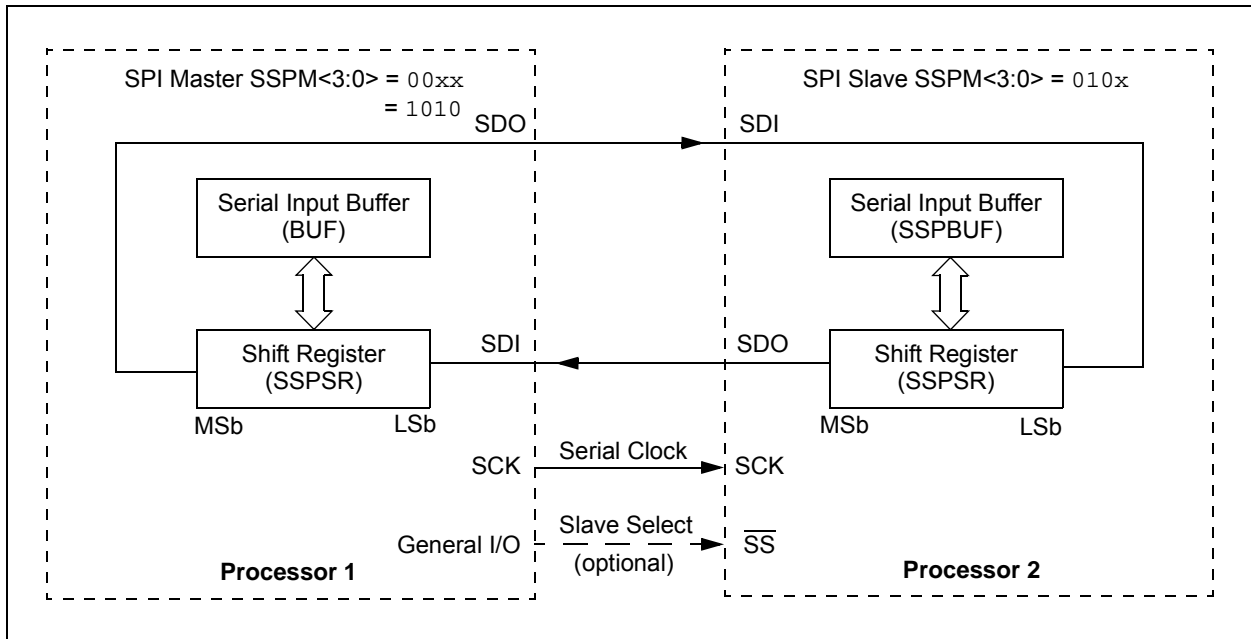 SPI Master SSPM<3:0> = 00xx
= 1010
SDO
Serial Input Buffer
(BUF)
Shift Register
(SSPSR)
MSb
LSb
SDI
SCK
General I/O
Processor 1
Serial Clock
Slave Select
(optional)
SPI Slave SSPM<3:0> = 010x
SDI
Serial Input Buffer
(SSPBUF)
SDO
Shift Register
(SSPSR)
MSb
LSb
SCK
S̅S̅
Processor 2